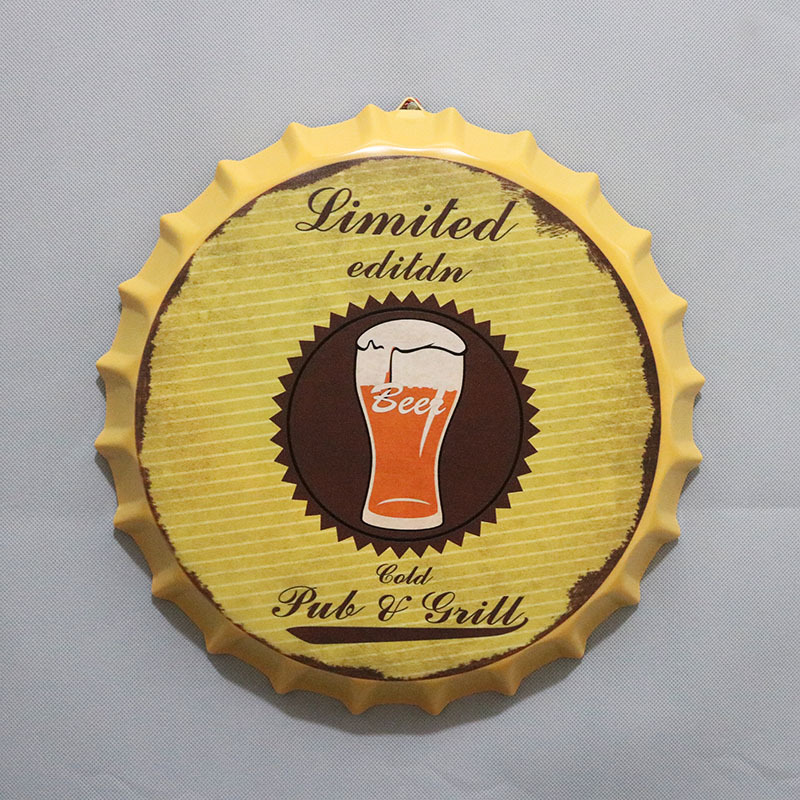 Limited
editdn
Beer
Cold
Pub & Grill